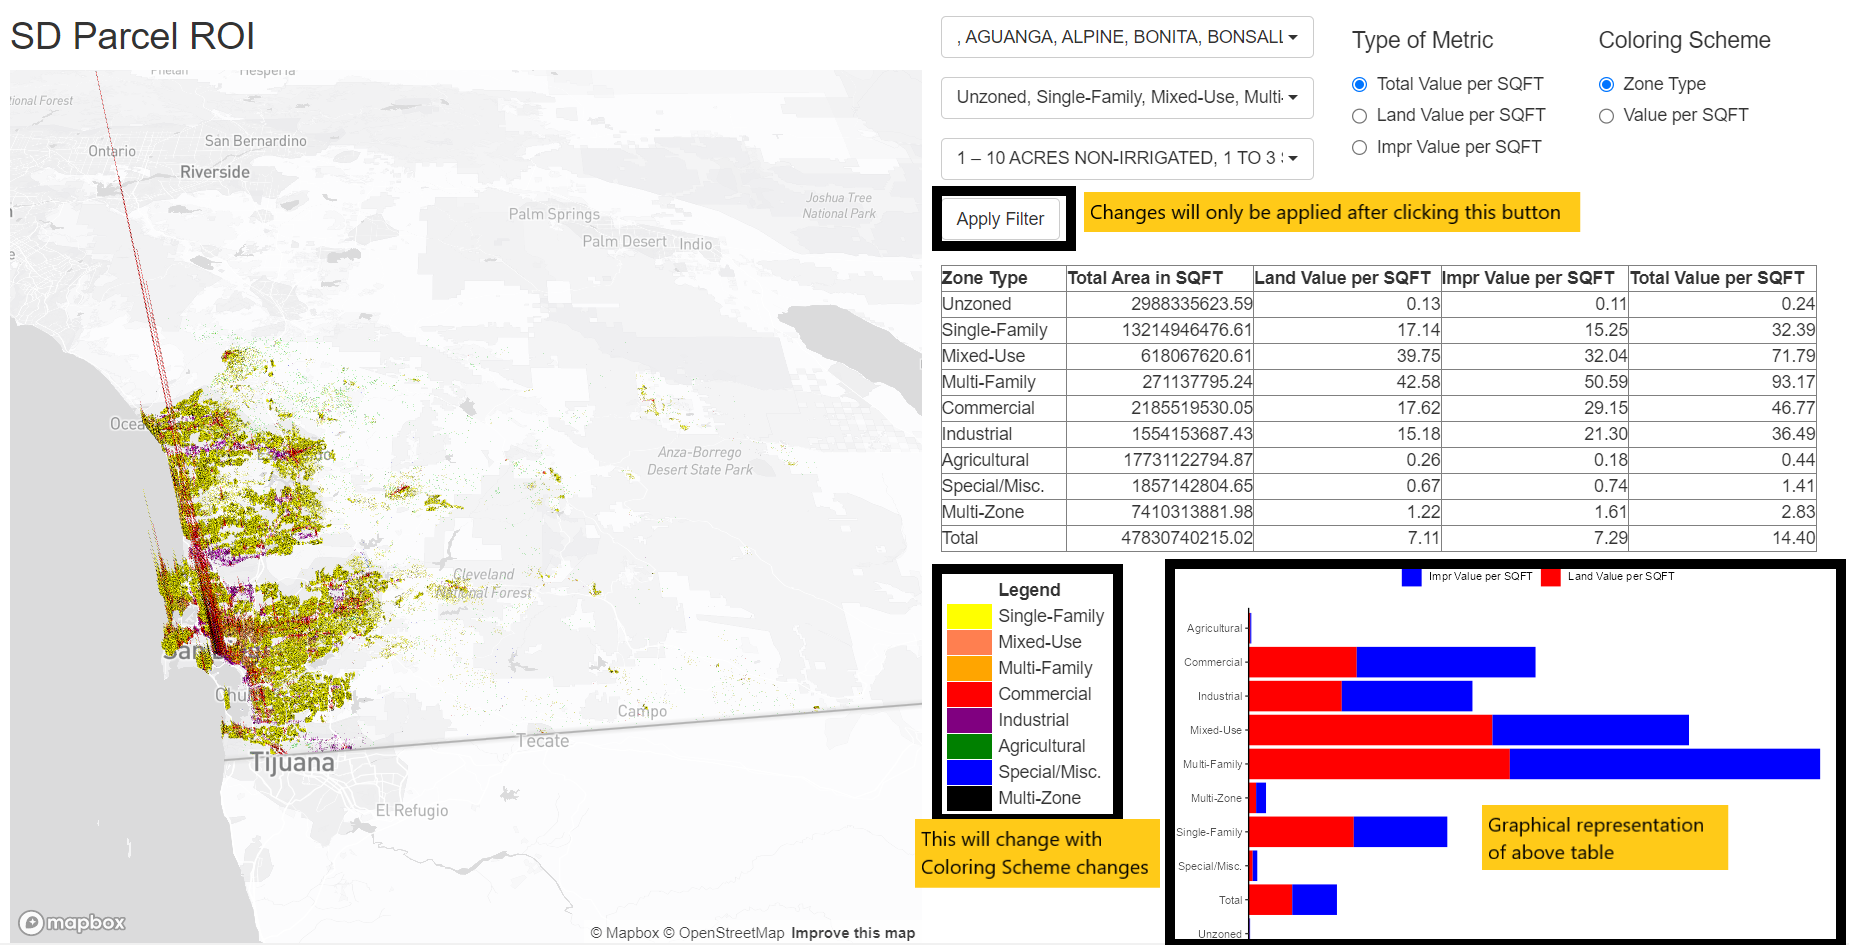 SD Parcel ROI
Phelan
Hesperia
ional Forest
San Bernardino
Ontario
Riverside
Joshua Tree
National Park
Palm Springs
Palm Desert
Indio
Anza-Borrego
Desert State Park
Cleveland
National Forest
Campo
Tecate
Tijuana
El Refugio
mapbox
© Mapbox © OpenStreetMap Improve this map
, AGUANGA, ALPINE, BONITA, BONSALL
Unzoned, Single-Family, Mixed-Use, Multi-
1 – 10 ACRES NON-IRRIGATED, 1 TO 3
Type of Metric
Total Value per SQFT
Land Value per SQFT
Impr Value per SQFT
Coloring Scheme
Zone Type
Value per SQFT
Apply Filter
Changes will only be applied after clicking this button
Zone Type Total Area in SQFT Land Value per SQFT Impr Value per SQFT Total Value per SQFT
Unzoned 2988335623.59 0.13 0.11 0.24
Single-Family 13214946476.61 17.14 15.25 32.39
Mixed-Use 618067620.61 39.75 32.04 71.79
Multi-Family 271137795.24 42.58 50.59 93.17
Commercial 2185519530.05 17.62 29.15 46.77
Industrial 1554153687.43 15.18 21.30 36.49
Agricultural 17731122794.87 0.26 0.18 0.44
Special/Misc. 1857142804.65 0.67 0.74 1.41
Multi-Zone 7410313881.98 1.22 1.61 2.83
Total 47830740215.02 7.11 7.29 14.40
Legend
Single-Family
Mixed-Use
Multi-Family
Commercial
Industrial
Agricultural
Special/Misc.
Multi-Zone
This will change with
Coloring Scheme changes
Impr Value per SQFT Land Value per SQFT
Agricultural
Commercial
Industrial
Mixed-Use
Multi-Family
Multi-Zone
Single-Family
Special/Misc.
Total
Unzoned
Graphical representation
of above table